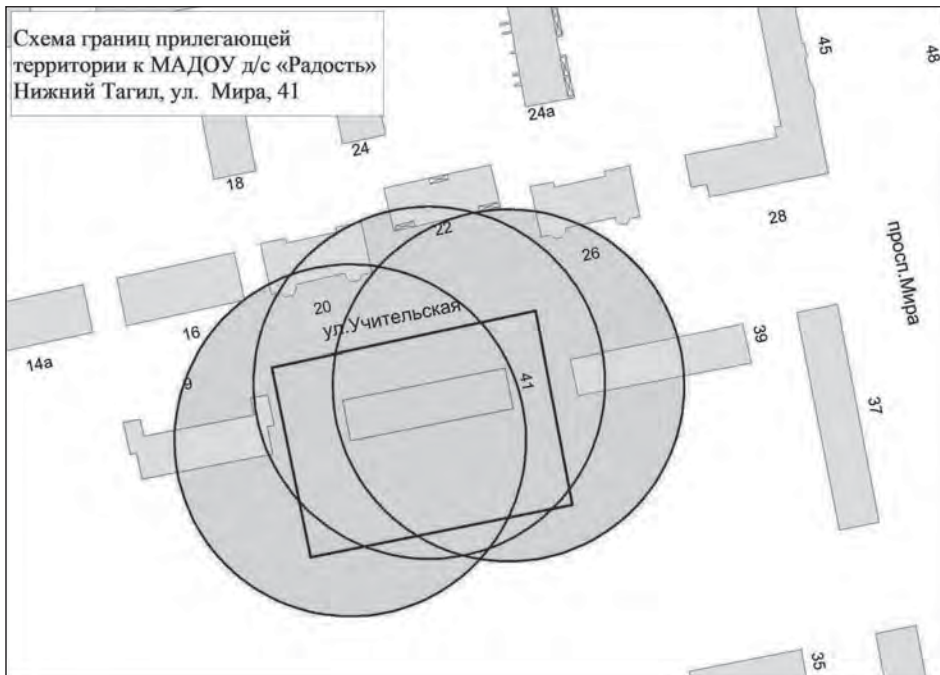 Схема границ прилегающей
территории к МАДОУ д/с «Радость»
Нижний Тагил, ул. Мира, 41
45
48
24а
24
18
28
22
26
просп.Мира
20
ул.Учительская
16
14а
39
9
41
37
35